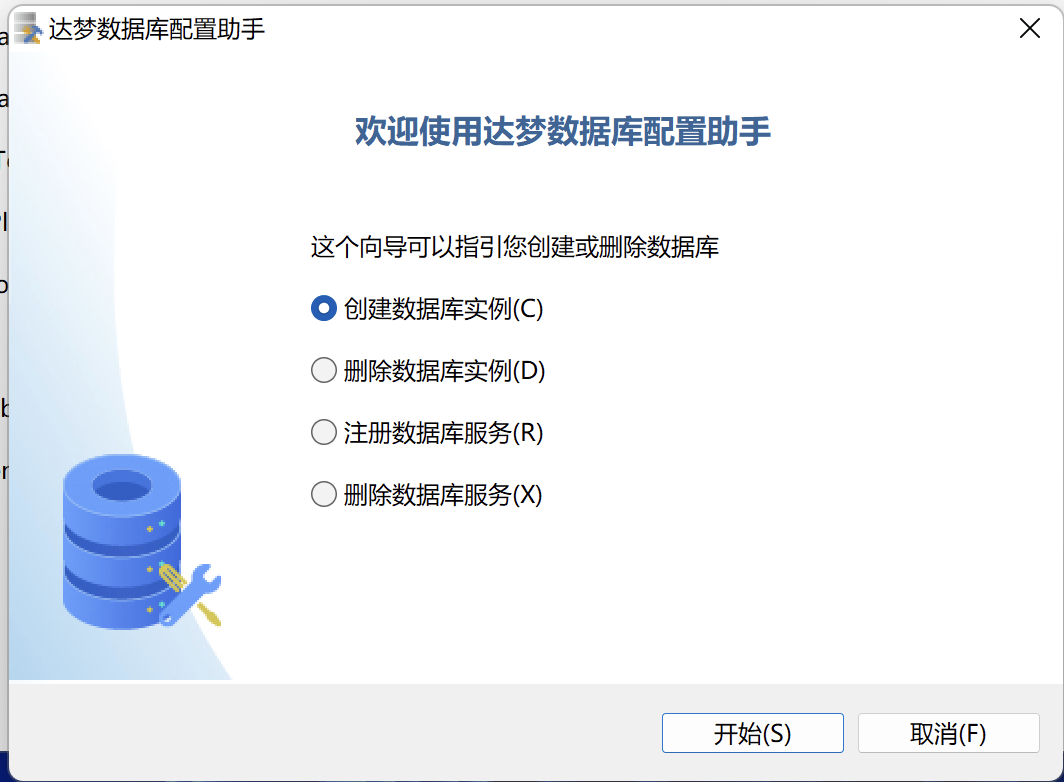 达梦数据库配置助手
欢迎使用达梦数据库配置助手
这个向导可以指引您创建或删除数据库
创建数据库实例(C)
删除数据库实例(D)
注册数据库服务(R)
删除数据库服务(X)
开始(S)
取消(F)